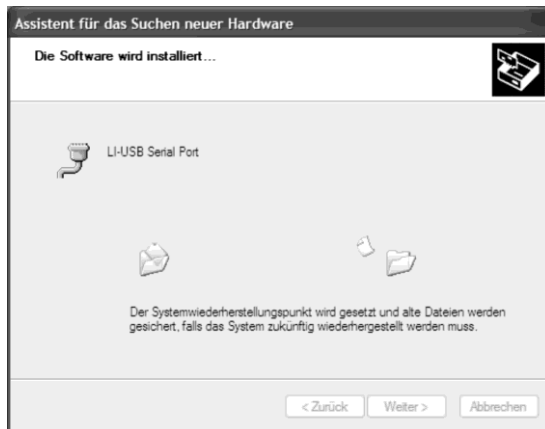 Assistent für das Suchen neuer Hardware
Die Software wird installiert...
LI-USB Serial Port
Der Systemwiederherstellungspunkt wird gesetzt und alte Dateien werden
gesichert, falls das System zukünftig wiederhergestellt werden muss.
< Zurück Weiter > Abbrechen